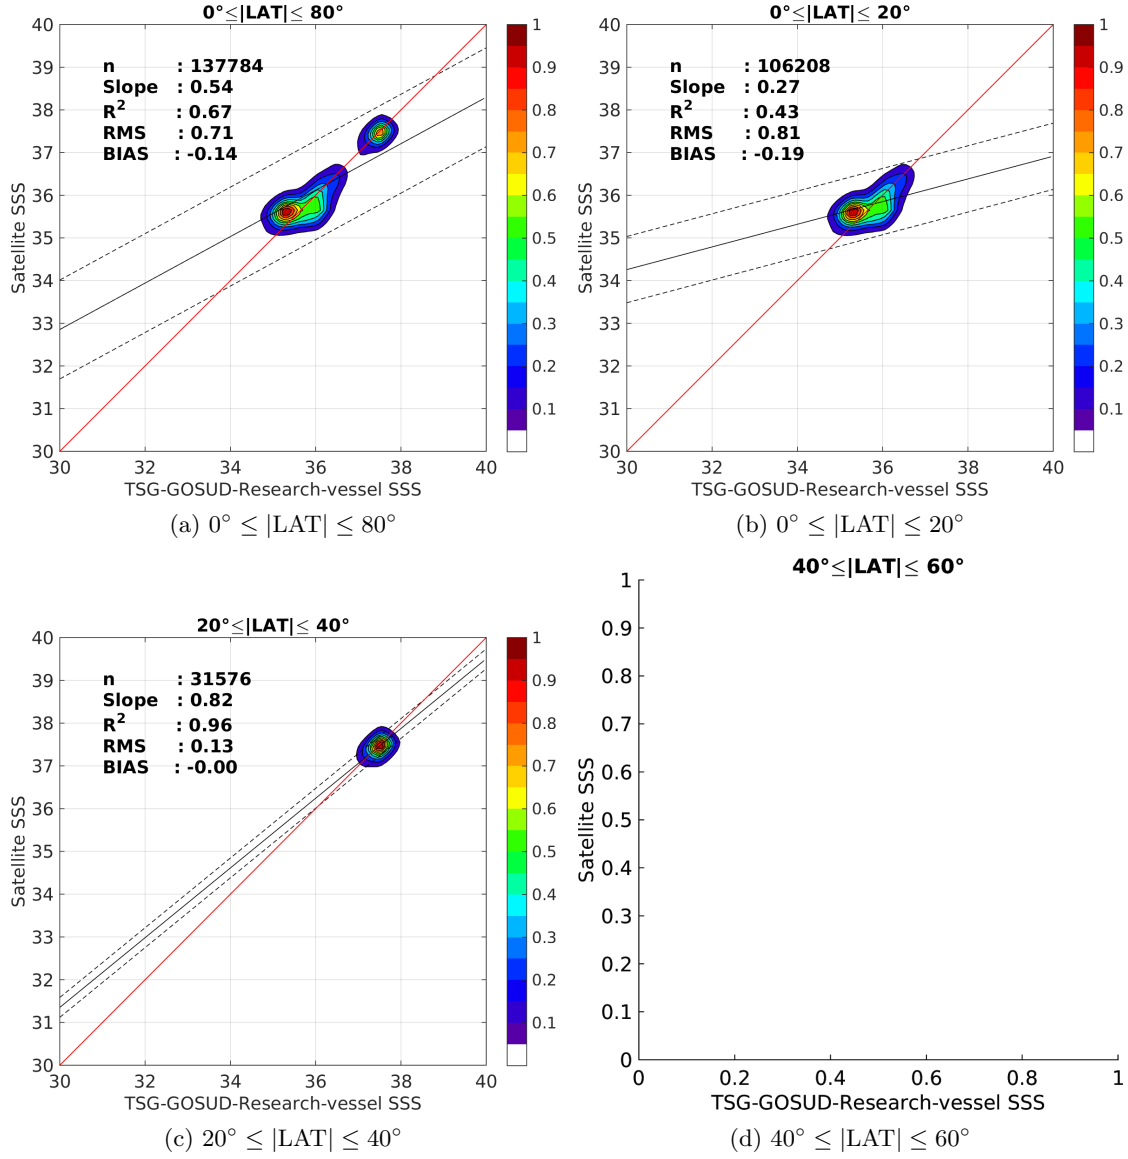 0°≤|LAT|≤ 80°
n : 137784
Slope : 0.54
R² : 0.67
RMS : 0.71
BIAS : -0.14
40
39
38
37
36
35
34
33
32
31
30
30 32 34 36 38 40
Satellite SSS
TSG-GOSUD-Research-vessel SSS
1
0.9
0.8
0.7
0.6
0.5
0.4
0.3
0.2
0.1
(a) 0° ≤ |LAT| ≤ 80°
0°≤|LAT|≤ 20°
n : 106208
Slope : 0.27
R² : 0.43
RMS : 0.81
BIAS : -0.19
40
39
38
37
36
35
34
33
32
31
30
30 32 34 36 38 40
Satellite SSS
TSG-GOSUD-Research-vessel SSS
1
0.9
0.8
0.7
0.6
0.5
0.4
0.3
0.2
0.1
(b) 0° ≤ |LAT| ≤ 20°
20°≤|LAT|≤ 40°
n : 31576
Slope : 0.82
R² : 0.96
RMS : 0.13
BIAS : -0.00
40
39
38
37
36
35
34
33
32
31
30
30 32 34 36 38 40
Satellite SSS
TSG-GOSUD-Research-vessel SSS
1
0.9
0.8
0.7
0.6
0.5
0.4
0.3
0.2
0.1
(c) 20° ≤ |LAT| ≤ 40°
40°≤|LAT|≤ 60°
1
0.9
0.8
0.7
0.6
0.5
0.4
0.3
0.2
0.1
0
0 0.2 0.4 0.6 0.8 1
Satellite SSS
TSG-GOSUD-Research-vessel SSS
(d) 40° ≤ |LAT| ≤ 60°